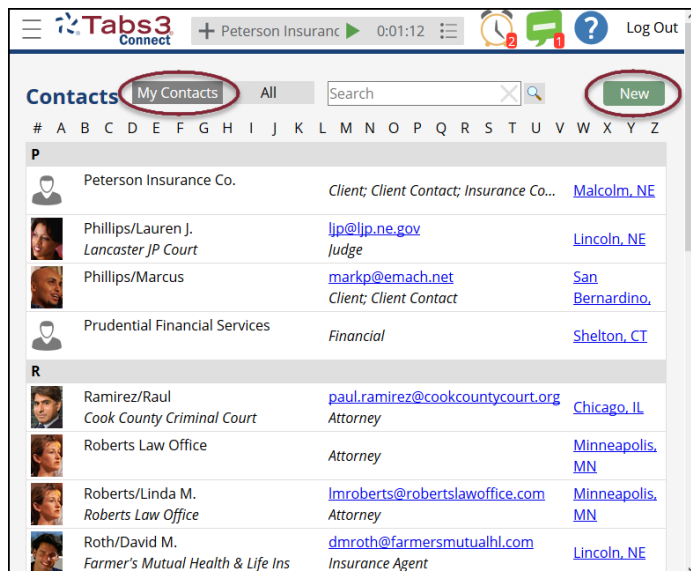 Tabs3
Connect
+ Peterson Insuranc 0:01:12 2 1 ? Log Out
Contacts My Contacts All Search New
# A B C D E F G H I J K L M N O P Q R S T U V W X Y Z
P
Peterson Insurance Co.
Client; Client Contact; Insurance Co... Malcolm, NE
Phillips/Lauren J. ljp@ljp.ne.gov
Lancaster JP Court Judge Lincoln, NE
Phillips/Marcus markp@emach.net San
Client; Client Contact Bernardino,
Prudential Financial Services
Financial Shelton, CT
R
Ramirez/Raul paul.ramirez@cookcountycourt.org
Cook County Criminal Court Attorney Chicago, IL
Roberts Law Office Minneapolis,
Attorney MN
Roberts/Linda M. lmroberts@robertslawoffice.com Minneapolis,
Roberts Law Office Attorney MN
Roth/David M. dmroth@farmersmutualhl.com
Farmer's Mutual Health & Life Ins Insurance Agent Lincoln, NE